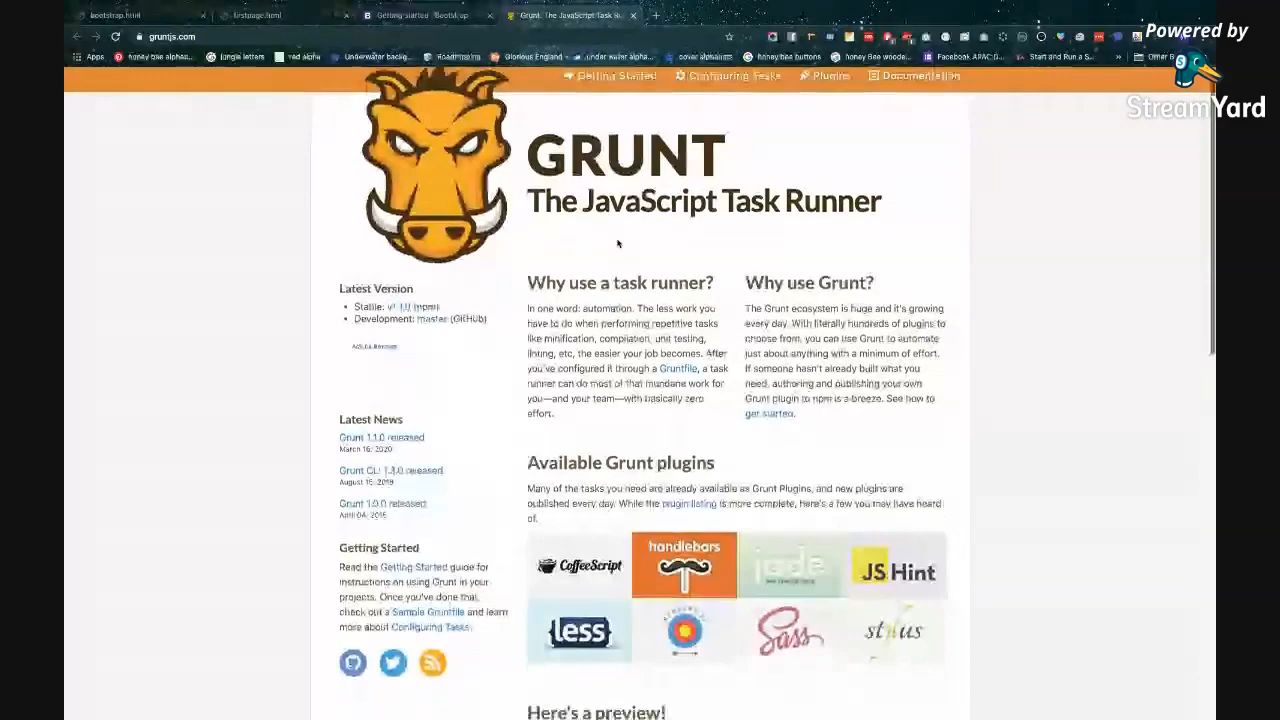 bootstrap.html
firstpage.html
Getting started · Bootstrap
Grunt: The JavaScript Task R
Powered by
gruntjs.com
Apps
honey bee alphabet...
jungle letters
red alpha
Underwater backg...
Roadmapping
Glorious England
under water alpha...
cover alphabets
honey bee buttons
honey Bee woode...
Facebook APAC:
Start and Run a S...
Other B
StreamYard
Getting Started
Configuring Tasks
Plugins
Documentation
GRUNT
The JavaScript Task Runner
Latest Version
Stable: v1.1.0 (npm)
Development: master (GitHub)
Why use a task runner?
In one word: automation. The less work you
have to do when performing repetitive tasks
like minification, compilation, unit testing,
linting, etc, the easier your job becomes. After
you've configured it through a Gruntfile, a task
runner can do most of that mundane work for
you—and your team—with basically zero
effort.
Why use Grunt?
The Grunt ecosystem is huge and it's growing
every day. With literally hundreds of plugins to
choose from, you can use Grunt to automate
just about anything with a minimum of effort.
If someone hasn't already built what you
need, authoring and publishing your own
Grunt plugin to npm is a breeze. See how to
get started.
Latest News
Grunt 1.1.0 released
March 16, 2020
Grunt CLI released
August 2019
Grunt 1.0.0 released
April 04, 2016
Available Grunt plugins
Many of the tasks you need are already available as Grunt Plugins, and new plugins are
published every day. While the plugin listing is more complete, here's a few you may have heard
of.
CoffeeScript
handlebars
jade
JS Hint
less
Sass
stylus
Getting Started
Read the Getting Started guide for
instructions on using Grunt in your
projects. Once you've done that,
check out a Sample Gruntfile and learn
more about Configuring Tasks.
Here's a preview!